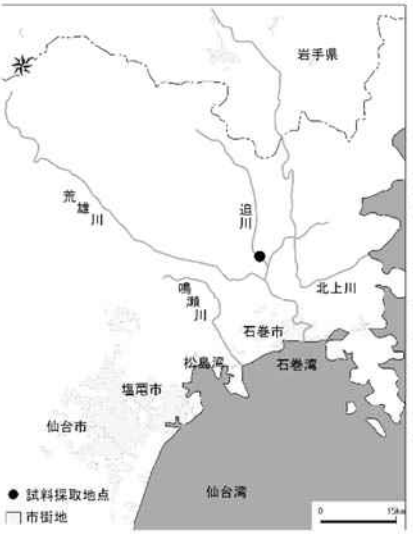 岩手県
荒雄川
迫川
鳴瀬川
北上川
石巻市
松島湾
石巻湾
塩竈市
仙台市
仙台湾
● 試料採取地点
市街地
0 15km